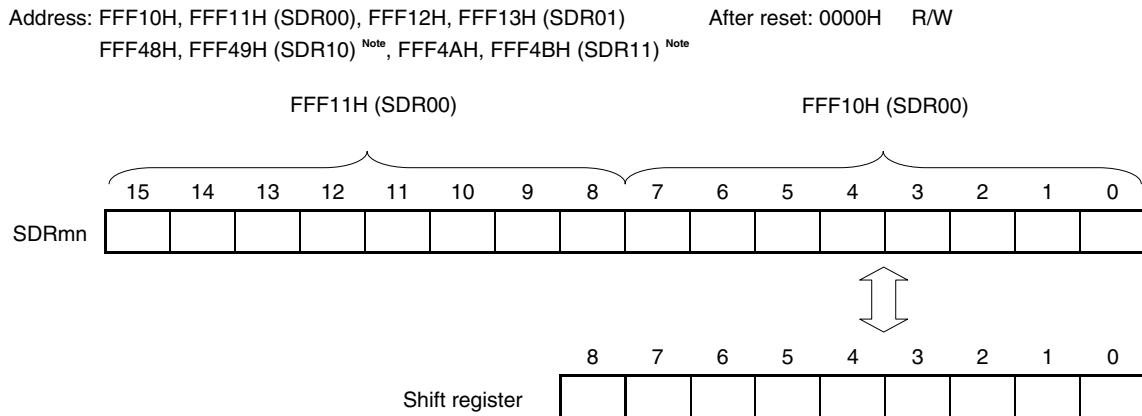 Address: FFF10H, FFF11H (SDR00), FFF12H, FFF13H (SDR01) After reset: 0000H R/W
FFF48H, FFF49H (SDR10) Note, FFF4AH, FFF4BH (SDR11) Note
FFF11H (SDR00) FFF10H (SDR00)
15 14 13 12 11 10 9 8 7 6 5 4 3 2 1 0
SDRmn
8 7 6 5 4 3 2 1 0
Shift register